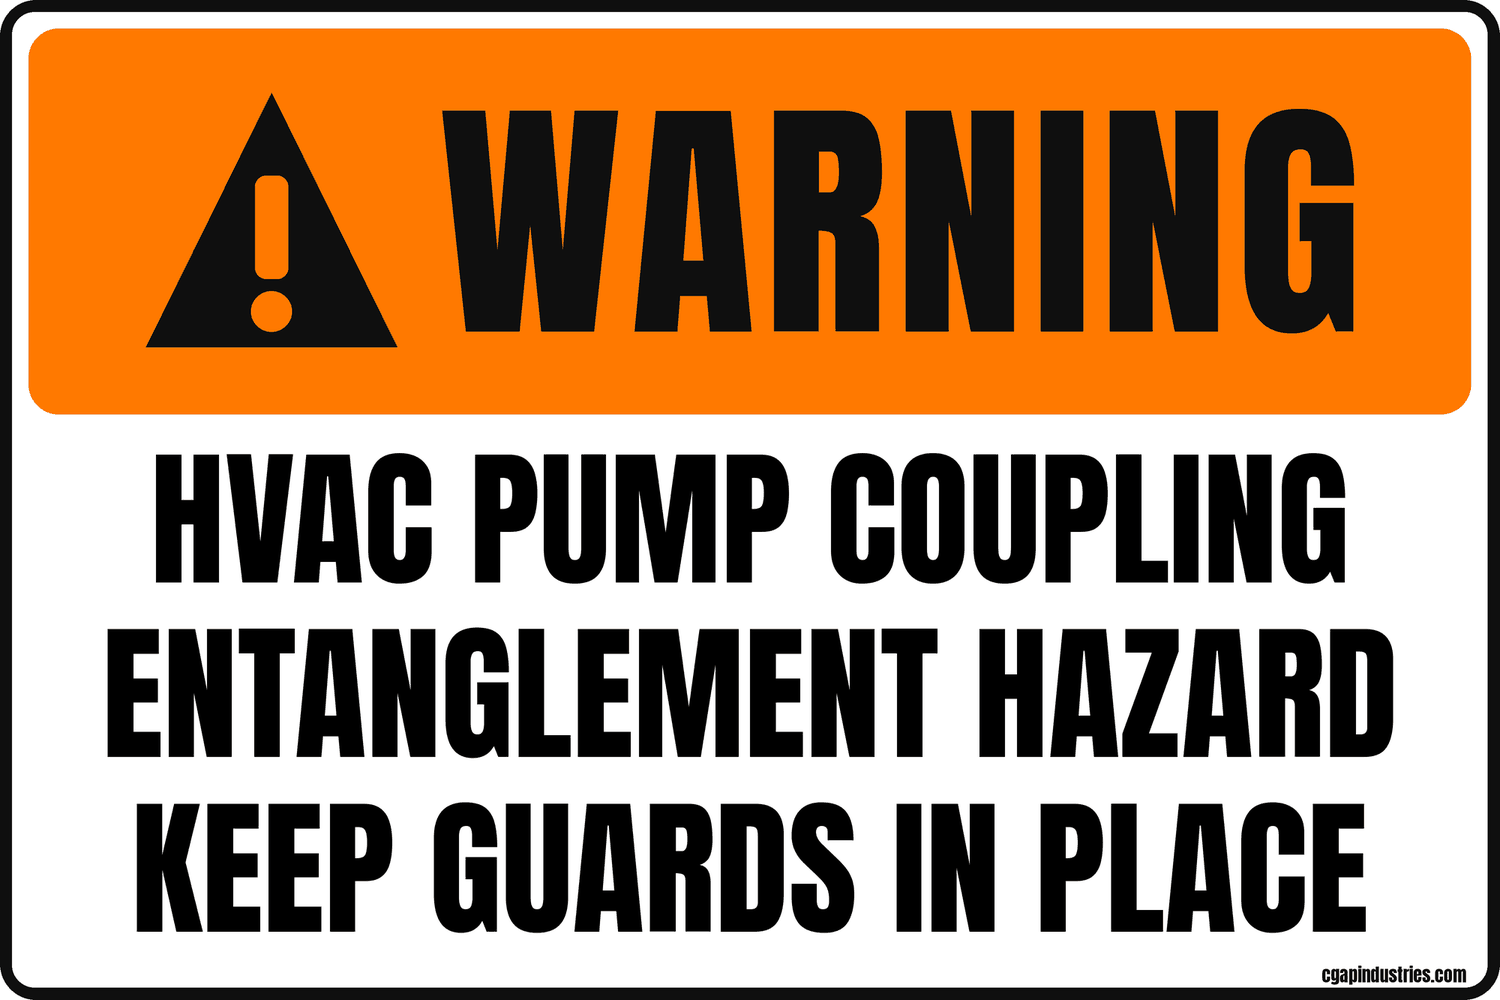 WARNING
HVAC PUMP COUPLING
ENTANGLEMENT HAZARD
KEEP GUARDS IN PLACE
cgapindustries.com